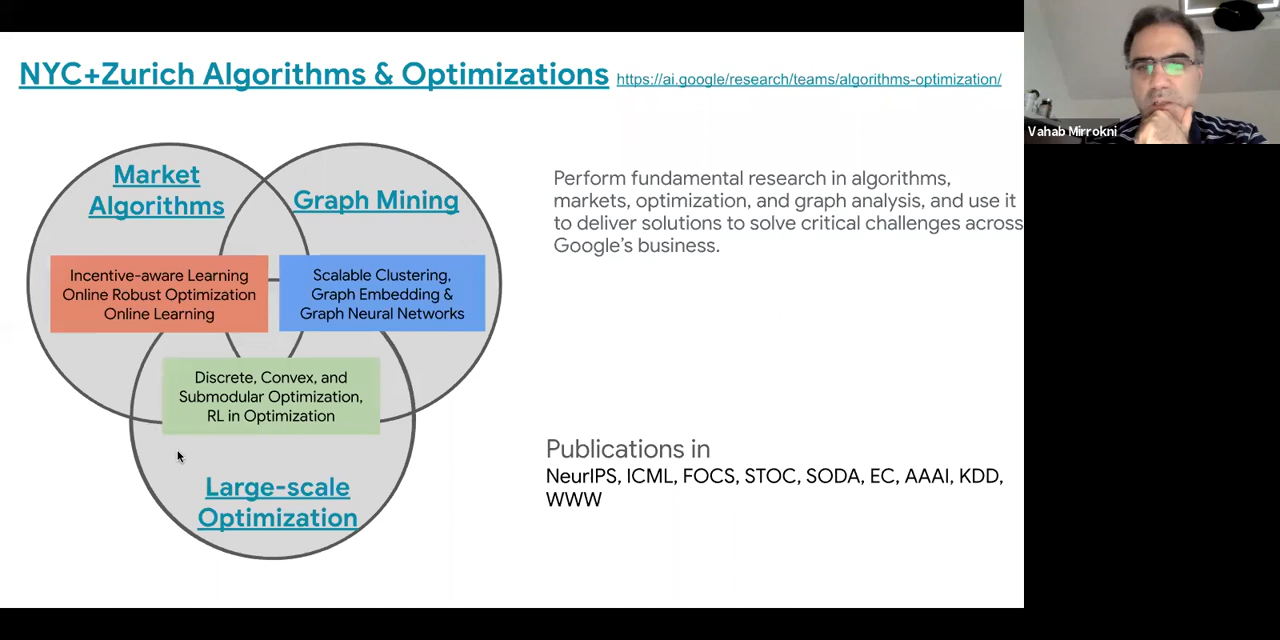 NYC+Zurich Algorithms & Optimizations https://ai.google/research/teams/algorithms-optimization/
Vahab Mirrokni
Market
Algorithms
Graph Mining
Perform fundamental research in algorithms,
markets, optimization, and graph analysis, and use it
to deliver solutions to solve critical challenges across
Google's business.
Incentive-aware Learning
Online Robust Optimization
Online Learning
Scalable Clustering,
Graph Embedding &
Graph Neural Networks
Discrete, Convex, and
Submodular Optimization,
RL in Optimization
Large-scale
Optimization
Publications in
NeurIPS, ICML, FOCS, STOC, SODA, EC, AAAI, KDD,
WWW